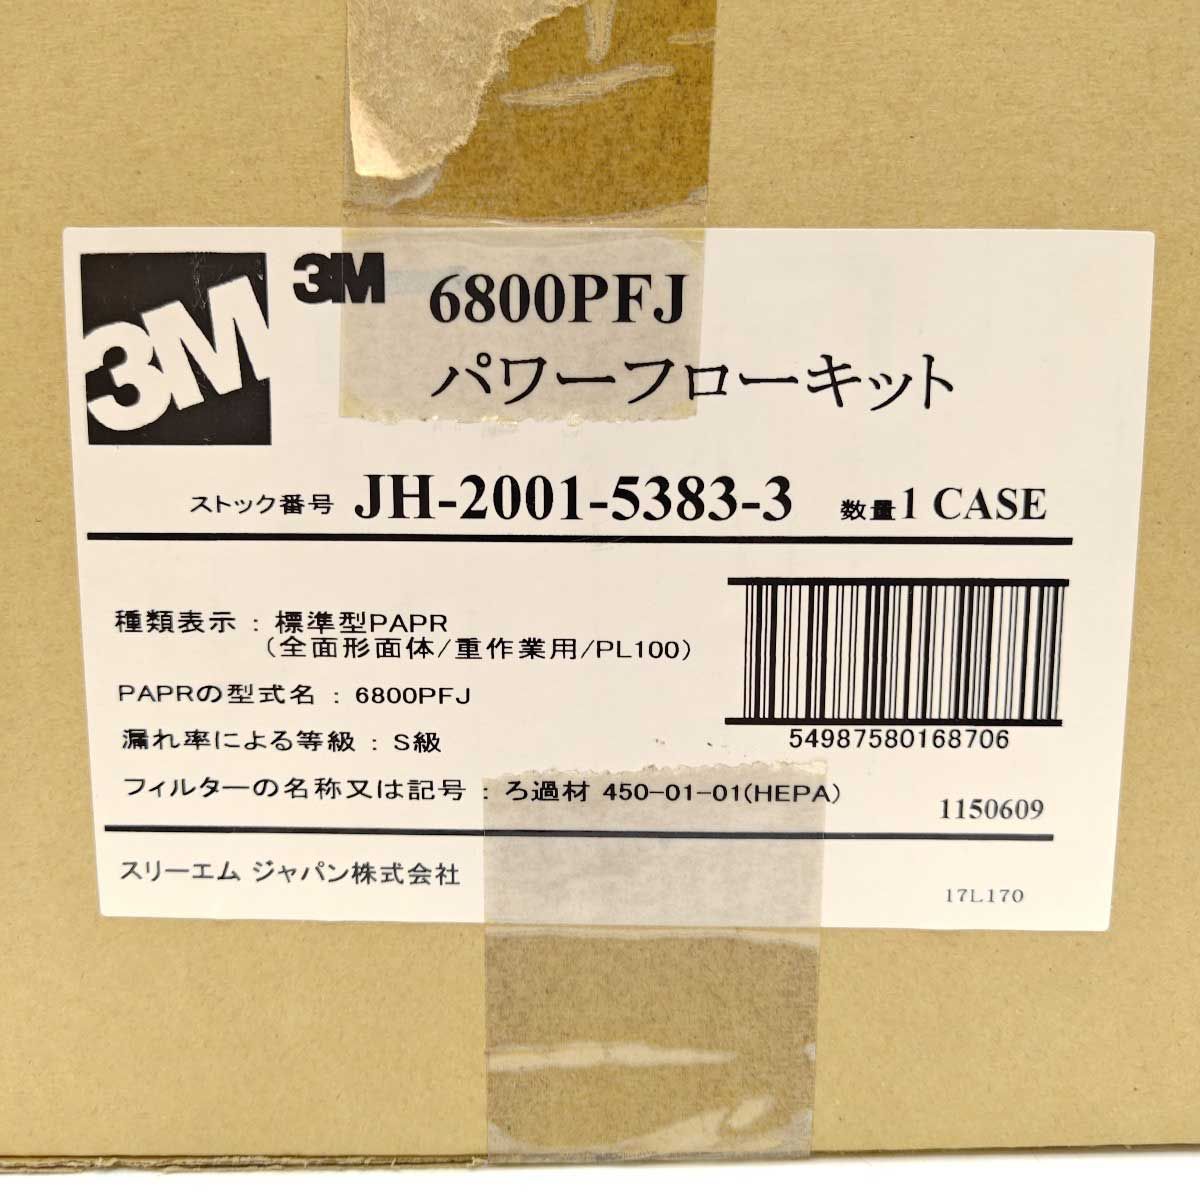 3M 3M 6800PFJ
パワーフローキット
ストック番号 JH-2001-5383-3 数量 1 CASE
種類表示 : 標準型PAPR
(全面形面体/重作業用/PL100)
PAPRの型式名 : 6800PFJ
漏れ率による等級 : S級
54987580168706
フィルターの名称又は記号 : ろ過材 450-01-01(HEPA)
1150609
スリーエム ジャパン株式会社
17L170